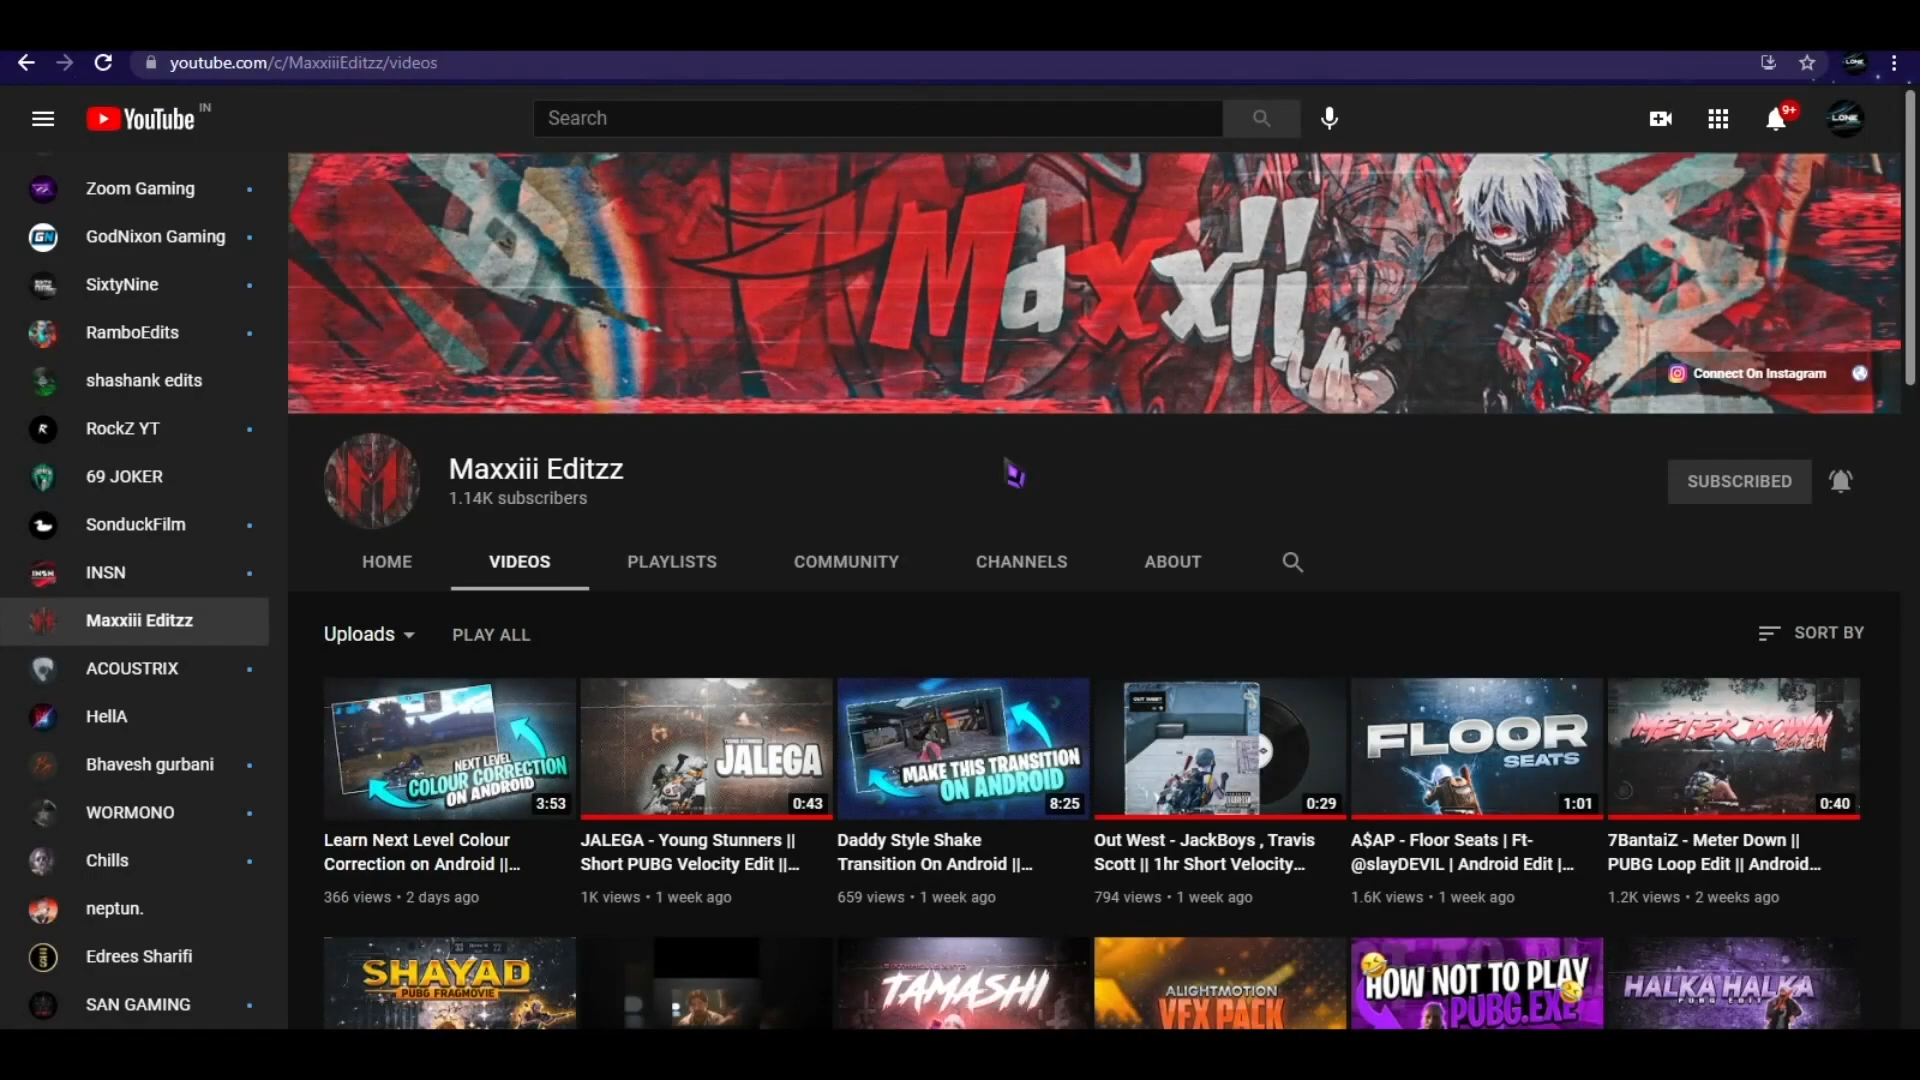 youtube.com/c/MaxxiiiEditzz/videos
YouTube IN
Search
9+
LONE
Zoom Gaming
GodNixon Gaming
SixtyNine
RamboEdits
shashank edits
RockZ YT
69 JOKER
SonduckFilm
INSN
Maxxiii Editzz
ACOUSTRIX
HellA
Bhavesh gurbani
WORMONO
Chills
neptun.
Edrees Sharifi
SAN GAMING
Maxxii
Connect On Instagram
Maxxiii Editzz
1.14K subscribers
SUBSCRIBED
HOME VIDEOS PLAYLISTS COMMUNITY CHANNELS ABOUT
Uploads PLAY ALL SORT BY
NEXT LEVEL
COLOUR CORRECTION
ON ANDROID
3:53
Learn Next Level Colour
Correction on Android ||...
366 views • 2 days ago
JALEGA
0:43
JALEGA - Young Stunners ||
Short PUBG Velocity Edit ||...
1K views • 1 week ago
MAKE THIS TRANSITION
ON ANDROID
8:25
Daddy Style Shake
Transition On Android ||...
659 views • 1 week ago
OUT WEST
0:29
Out West - JackBoys , Travis
Scott || 1hr Short Velocity...
794 views • 1 week ago
FLOOR
SEATS
1:01
A$AP - Floor Seats | Ft-
@slayDEVIL | Android Edit |...
1.6K views • 1 week ago
METER DOWN
0:40
7BantaiZ - Meter Down ||
PUBG Loop Edit || Android...
1.2K views • 2 weeks ago
SHAYAD
PUBG FRAGMOVIE
TAMASHI
ALIGHTMOTION
VFX PACK
HOW NOT TO PLAY
PUBG.EXE
HALKA HALKA
PUBG EDIT